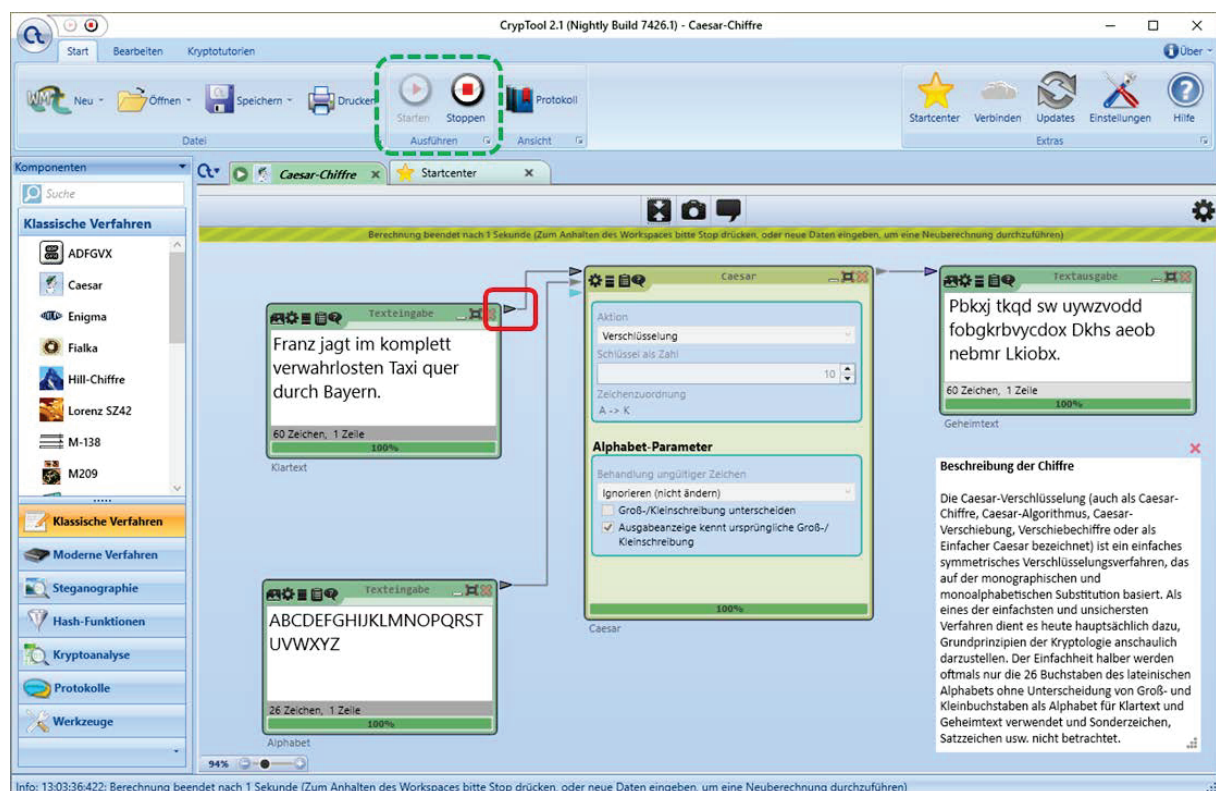 CrypTool 2.1 (Nightly Build 7426.1) - Caesar-Chiffre
Start Bearbeiten Kryptotutorien Über
Neu Öffnen Speichern Drucken Starten Stoppen Protokoll Startcenter Verbinden Updates Einstellungen Hilfe
Datei Ausführen Ansicht Extras
Komponenten
Caesar-Chiffre Startcenter
Suche
Klassische Verfahren
ADFGVX
Caesar
Enigma
Fialka
Hill-Chiffre
Lorenz SZ42
M-138
M209
Klassische Verfahren
Moderne Verfahren
Steganographie
Hash-Funktionen
Kryptoanalyse
Protokolle
Werkzeuge
Berechnung beendet nach 1 Sekunde (Zum Anhalten des Workspaces bitte Stop drücken, oder neue Daten eingeben, um eine Neuberechnung durchzuführen)
Texteingabe
Franz jagt im komplett
verwahrlosten Taxi quer
durch Bayern.
60 Zeichen, 1 Zeile
100%
Klartext
Texteingabe
ABCDEFGHIJKLMNOPQRST
UVWXYZ
26 Zeichen, 1 Zeile
100%
Alphabet
94%
Caesar
Aktion
Verschlüsselung
Schlüssel als Zahl
10
Zeichenzuordnung
A -> K
Alphabet-Parameter
Behandlung ungültiger Zeichen
Ignorieren (nicht ändern)
Groß-/Kleinschreibung unterscheiden
Ausgabeanzeige kennt ursprüngliche Groß-/
Kleinschreibung
100%
Caesar
Textausgabe
Pbkxj tkqd sw uywzvodd
fobgkrbvycdox Dkhs aeob
nebmr Lkiobx.
60 Zeichen, 1 Zeile
100%
Geheimtext
Beschreibung der Chiffre
Die Caesar-Verschlüsselung (auch als Caesar-
Chiffre, Caesar-Algorithmus, Caesar-
Verschiebung, Verschiebechiffre oder als
Einfacher Caesar bezeichnet) ist ein einfaches
symmetrisches Verschlüsselungsverfahren, das
auf der monographischen und
monoalphabetischen Substitution basiert. Als
eines der einfachsten und unsichersten
Verfahren dient es heute hauptsächlich dazu,
Grundprinzipien der Kryptologie anschaulich
darzustellen. Der Einfachheit halber werden
oftmals nur die 26 Buchstaben des lateinischen
Alphabets ohne Unterscheidung von Groß- und
Kleinbuchstaben als Alphabet für Klartext und
Geheimtext verwendet und Sonderzeichen,
Satzzeichen usw. nicht betrachtet.
Info: 13:03:36:422: Berechnung beendet nach 1 Sekunde (Zum Anhalten des Workspaces bitte Stop drücken, oder neue Daten eingeben, um eine Neuberechnung durchzuführen)